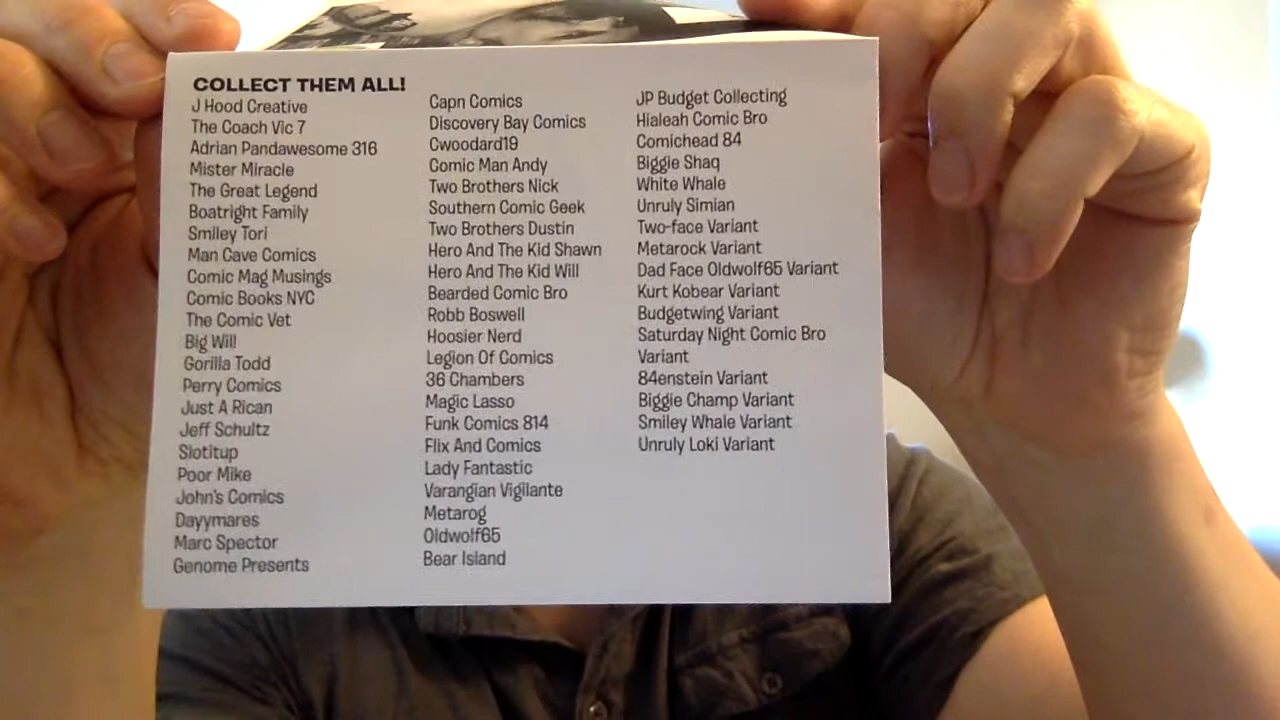 COLLECT THEM ALL!
J Hood Creative
The Coach Vic 7
Adrian Pandawesome 316
Mister Miracle
The Great Legend
Boatright Family
Smiley Tori
Man Cave Comics
Comic Mag Musings
Comic Books NYC
The Comic Vet
Big Will
Gorilla Todd
Perry Comics
Just A Rican
Jeff Schultz
Slotitup
Poor Mike
John's Comics
Dayymares
Marc Spector
Genome Presents
Capn Comics
Discovery Bay Comics
Cwoodard19
Comic Man Andy
Two Brothers Nick
Southern Comic Geek
Two Brothers Dustin
Hero And The Kid Shawn
Hero And The Kid Will
Bearded Comic Bro
Robb Boswell
Hoosier Nerd
Legion Of Comics
36 Chambers
Magic Lasso
Funk Comics 814
Flix And Comics
Lady Fantastic
Varangian Vigilante
Metarog
Oldwolf65
Bear Island
JP Budget Collecting
Hialeah Comic Bro
Comichead 84
Biggie Shaq
White Whale
Unruly Simian
Two-face Variant
Metarock Variant
Dad Face Oldwolf65 Variant
Kurt Kobear Variant
Budgetwing Variant
Saturday Night Comic Bro
Variant
84enstein Variant
Biggie Champ Variant
Smiley Whale Variant
Unruly Loki Variant